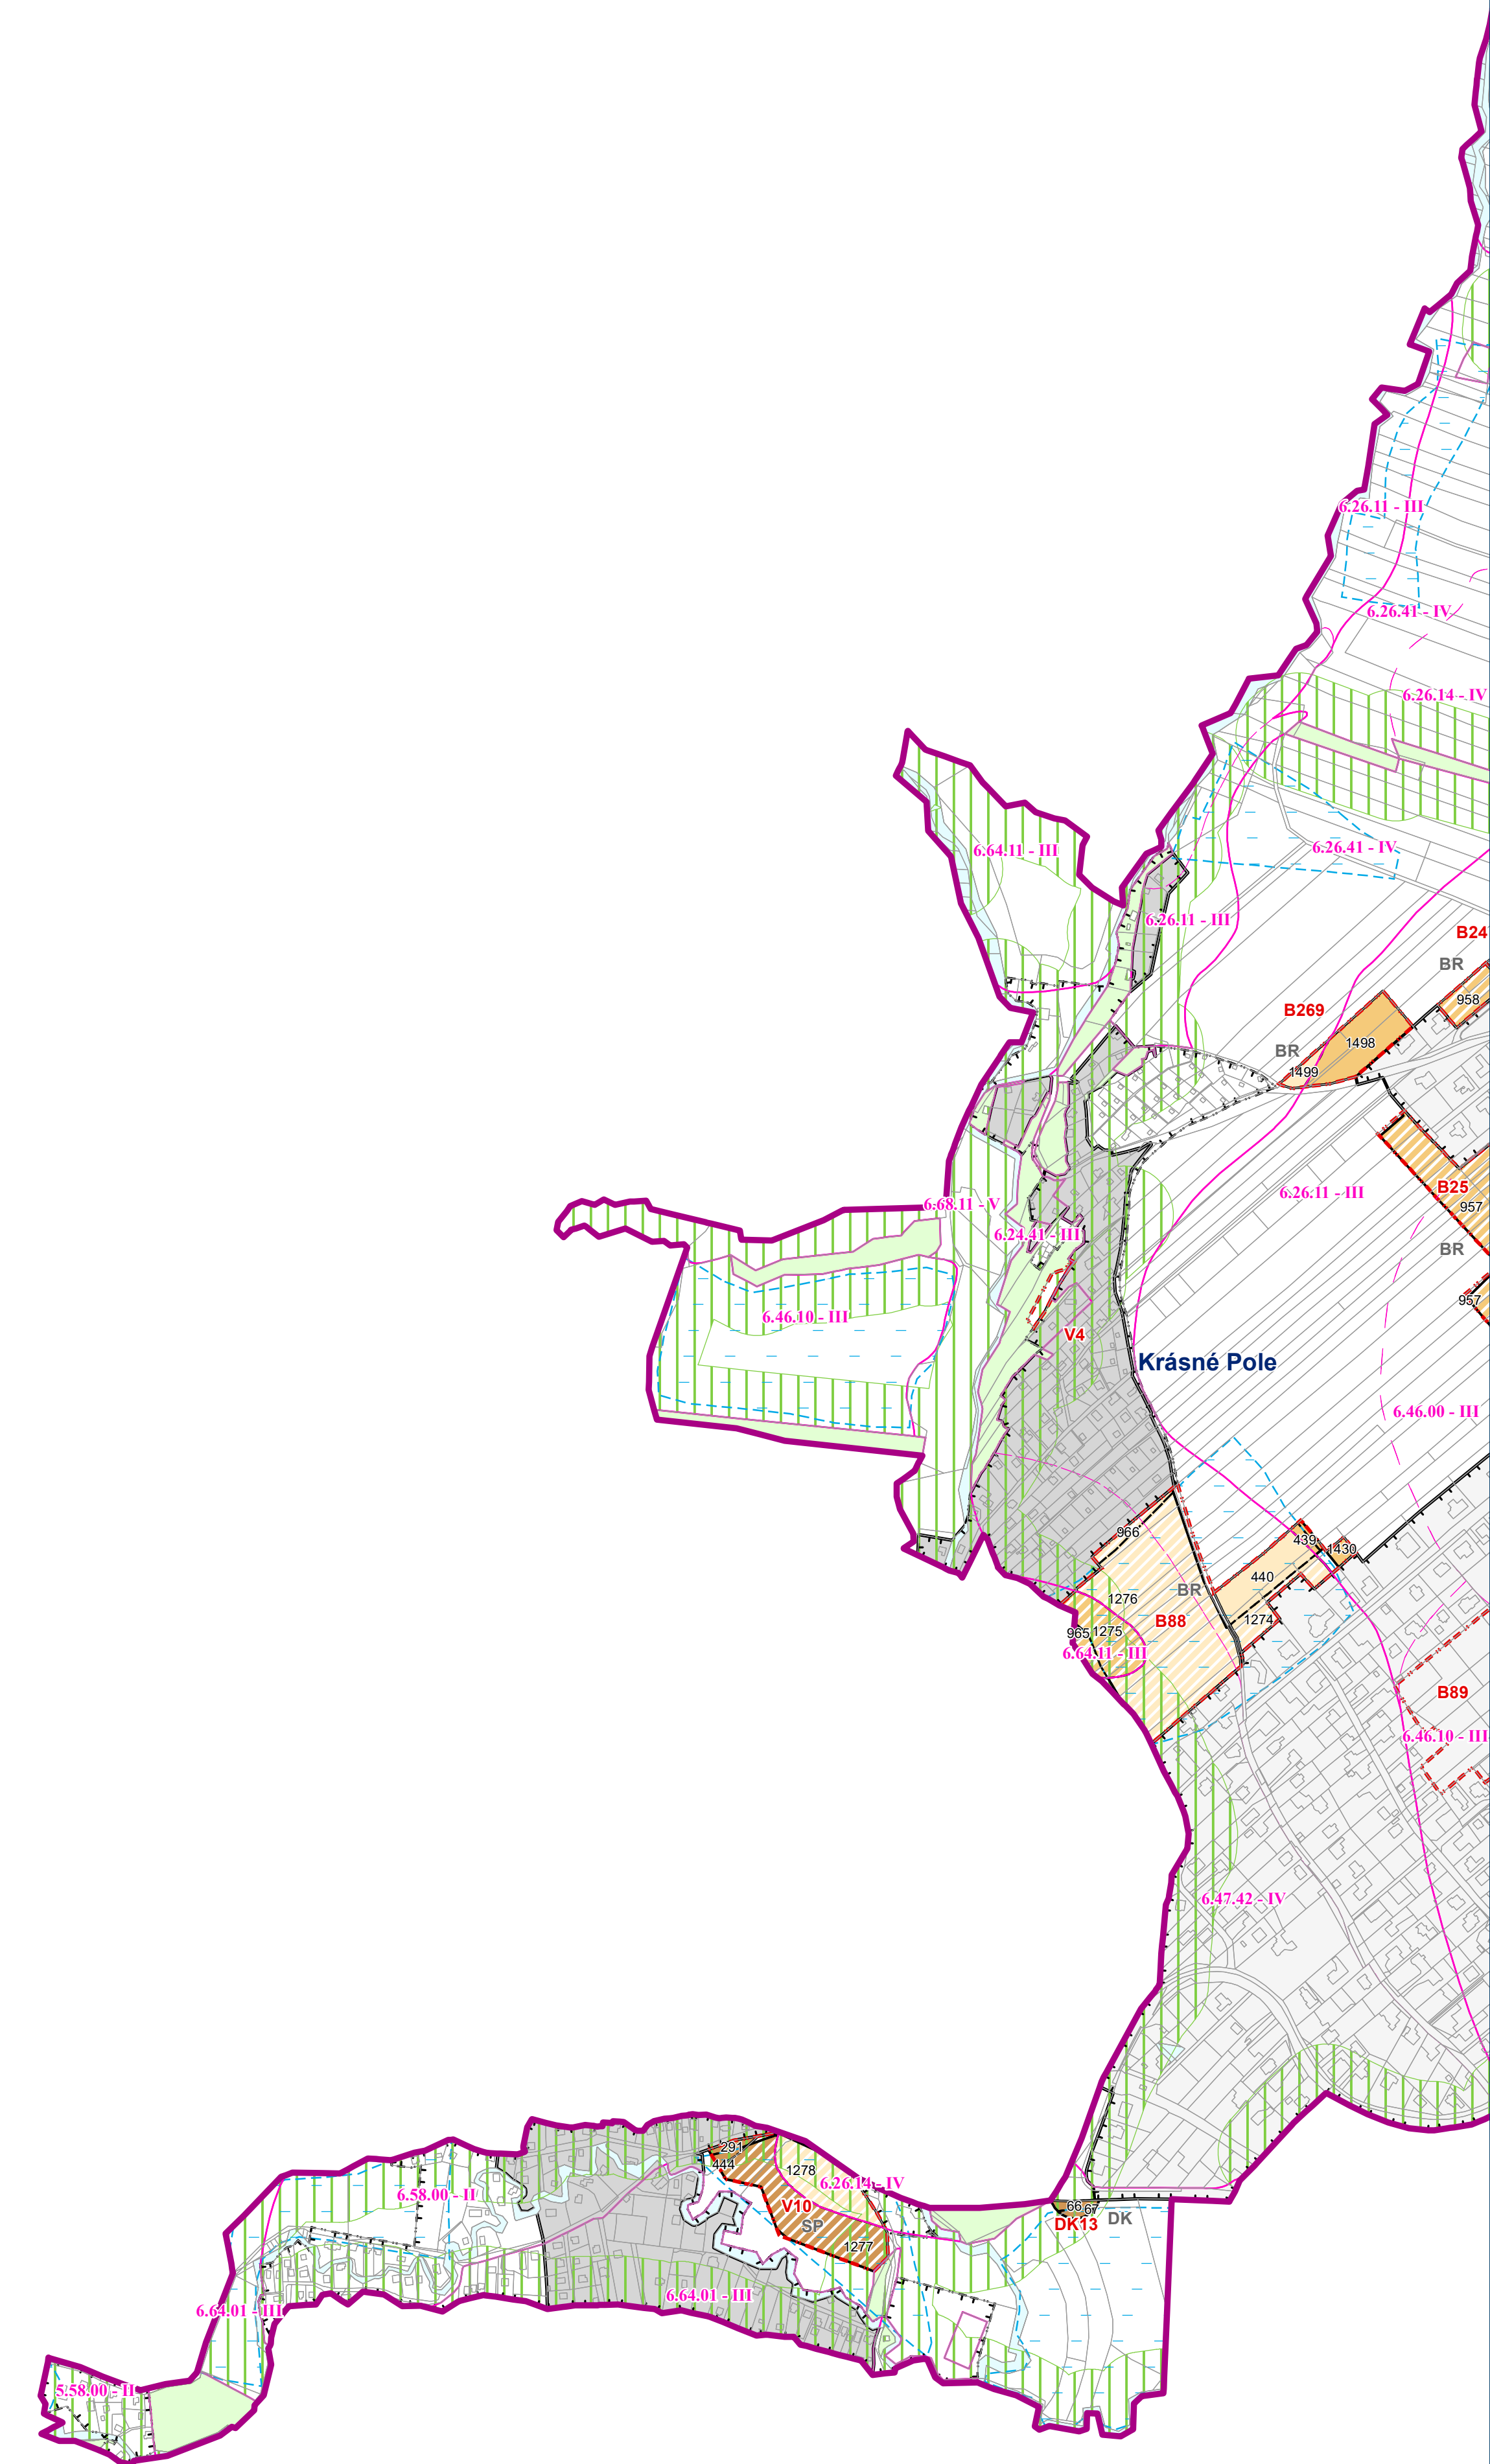 6.26.11 - III
6.26.41 - IV
6.26.14 - IV
6.26.41 - IV
6.64.11 - III
6.26.11 - III
B24
BR
958
B269
1498
BR
1499
B25
957
6.26.11 - III
6.68.11 - V
6.24.41 - III
BR
957
6.46.10 - III
V4
Krásné Pole
6.46.00 - III
966
439
1430
440
BR
1276
1274
B88
965
1275
6.64.11 - III
B89
6.46.10 - III
6.47.42 - IV
291
444
1278
6.26.14 - IV
6.58.00 - II
V10
SP
66
67
DK
DK13
1277
6.64.01 - III
6.64.01 - III
5.58.00 - II